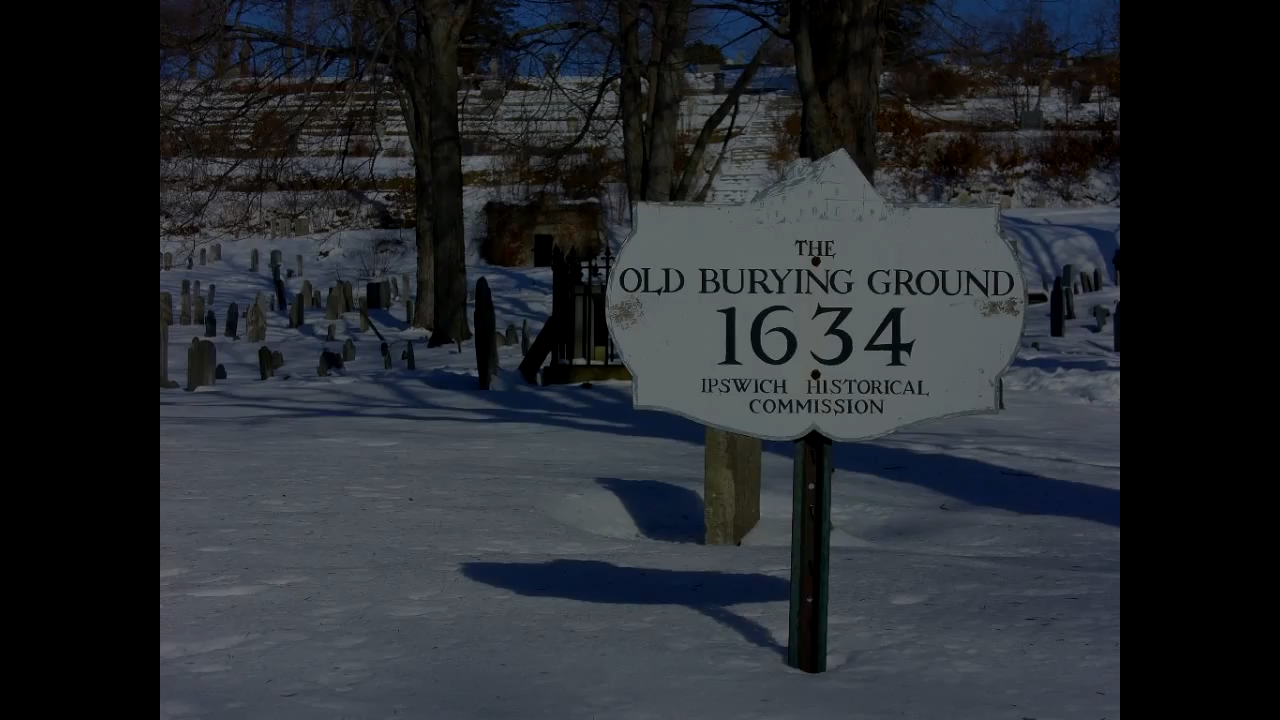 THE
OLD BURYING GROUND
1634
IPSWICH HISTORICAL
COMMISSION